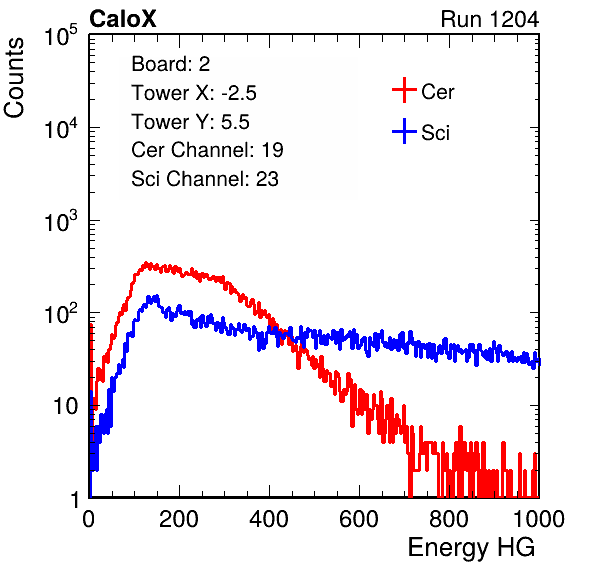 CaloX Run 1204
Counts
Board: 2
Tower X: -2.5
Tower Y: 5.5
Cer Channel: 19
Sci Channel: 23
Cer
Sci
10^5
10^4
10^3
10^2
10
1
0 200 400 600 800 1000
Energy HG